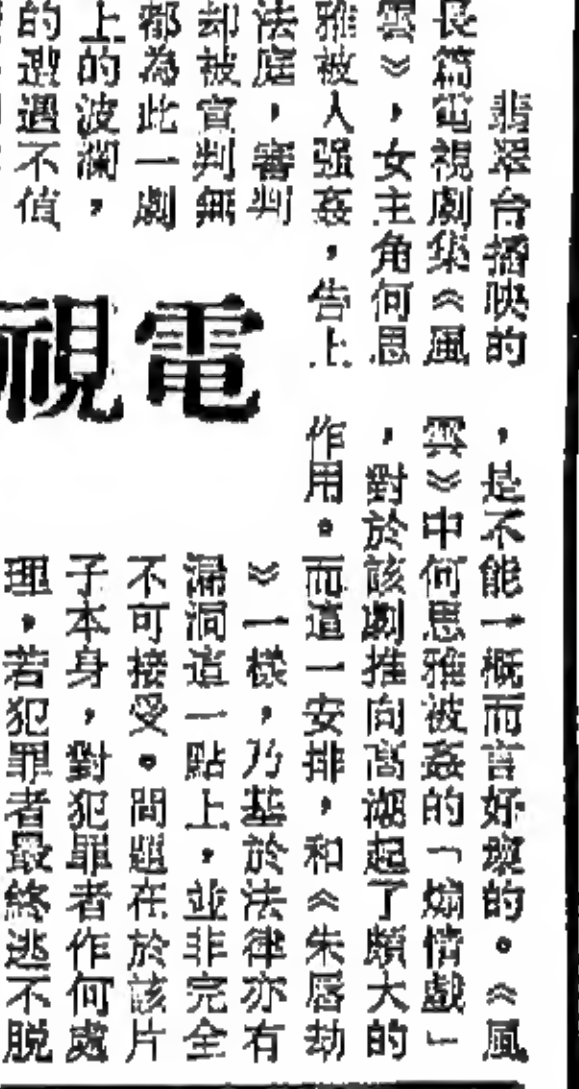 翡翠台播映的
長篇電視劇集《風
雲》,女主角何思
雅被人强姦,告上
法庭,審判
却被宣判無
都為此一劇
上的波瀾,
的遭遇不值
電視
,是不能一概而言好壞的。《風
雲》中何思雅被姦的「煽情戲」
,對於該劇推向高潮起了頗大的
作用。而這一安排,和《朱唇劫
》一樣,乃基於法律亦有
漏洞這一點上,並非完全
不可接受。問題在於該片
子本身,對犯罪者作何處
理,若犯罪者最終逃不脫